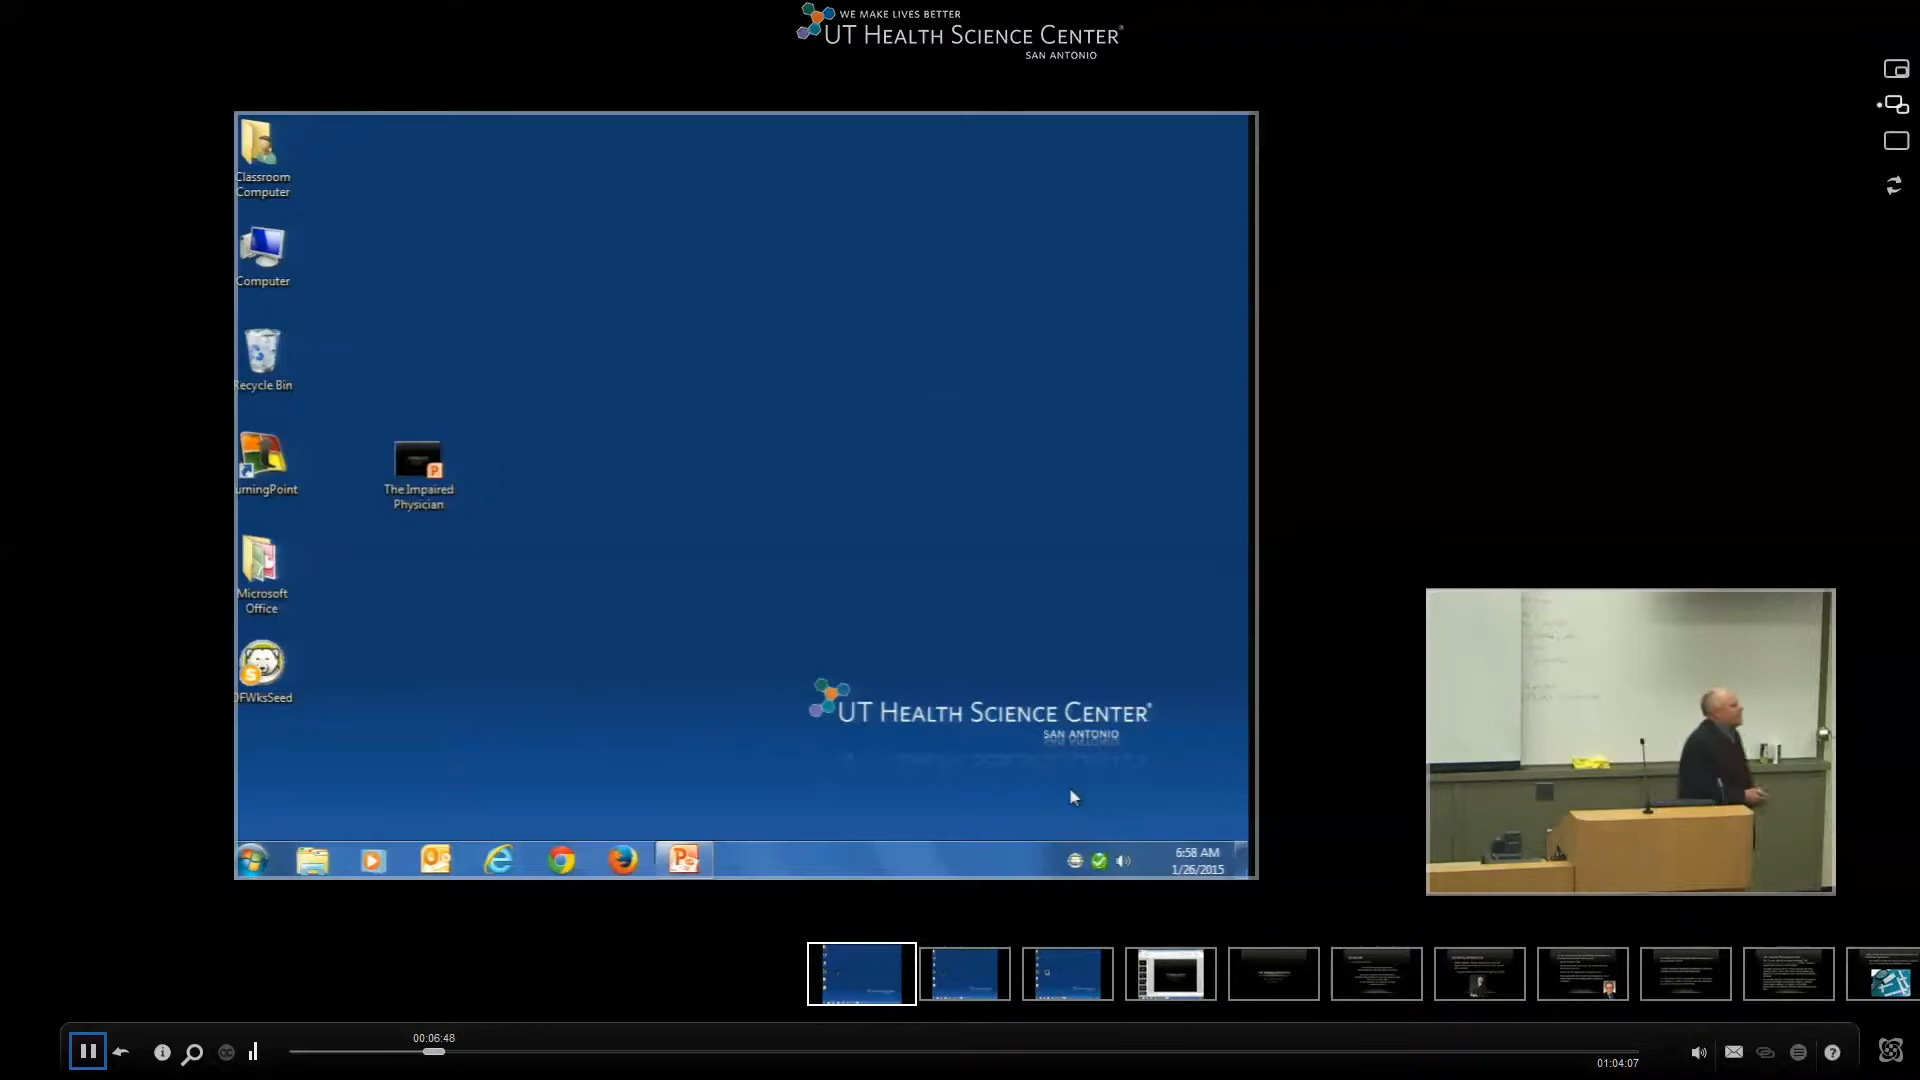 WE MAKE LIVES BETTER
UT HEALTH SCIENCE CENTER®
SAN ANTONIO
Classroom
Computer
Computer
Recycle Bin
urningPoint
The Impaired
Physician
Microsoft
Office
DFWksSeed
UT HEALTH SCIENCE CENTER®
SAN ANTONIO
6:58 AM
1/26/2015
00:06:48
01:04:07